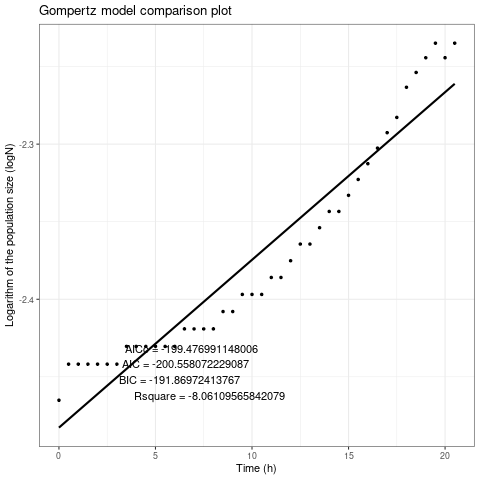 Gompertz model comparison plot
Logarithm of the population size (logN)
-2.3
-2.4
AICc = -199.476991148006
AIC = -200.558072229087
BIC = -191.86972413767
Rsquare = -8.06109565842079
0 5 10 15 20
Time (h)